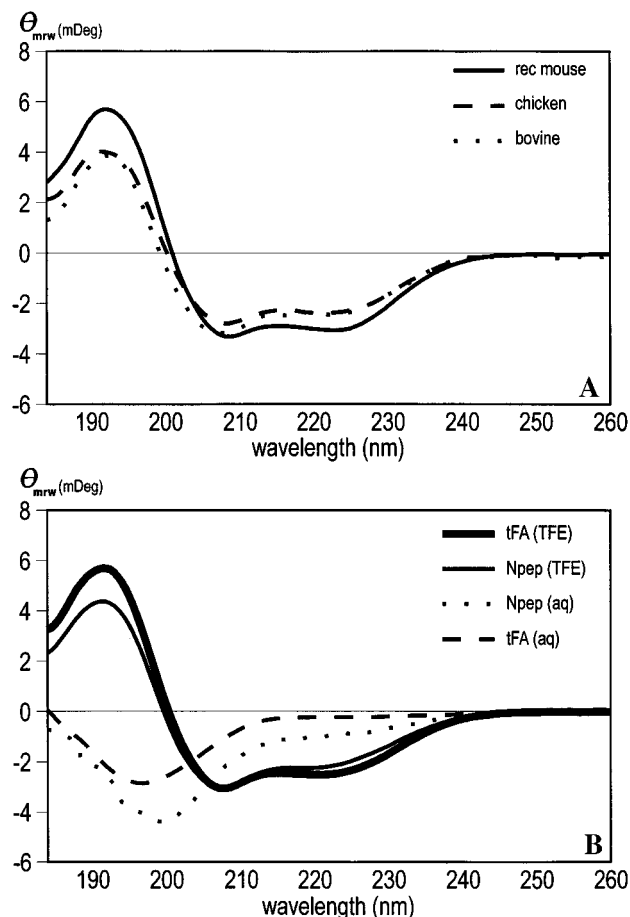 θmrw (mDeg)
8
6
4
2
0
-2
-4
-6
rec mouse
chicken
bovine
A
190 200 210 220 230 240 250 260
wavelength (nm)
θmrw (mDeg)
8
6
4
2
0
-2
-4
-6
tFA (TFE)
Npep (TFE)
Npep (aq)
tFA (aq)
B
190 200 210 220 230 240 250 260
wavelength (nm)